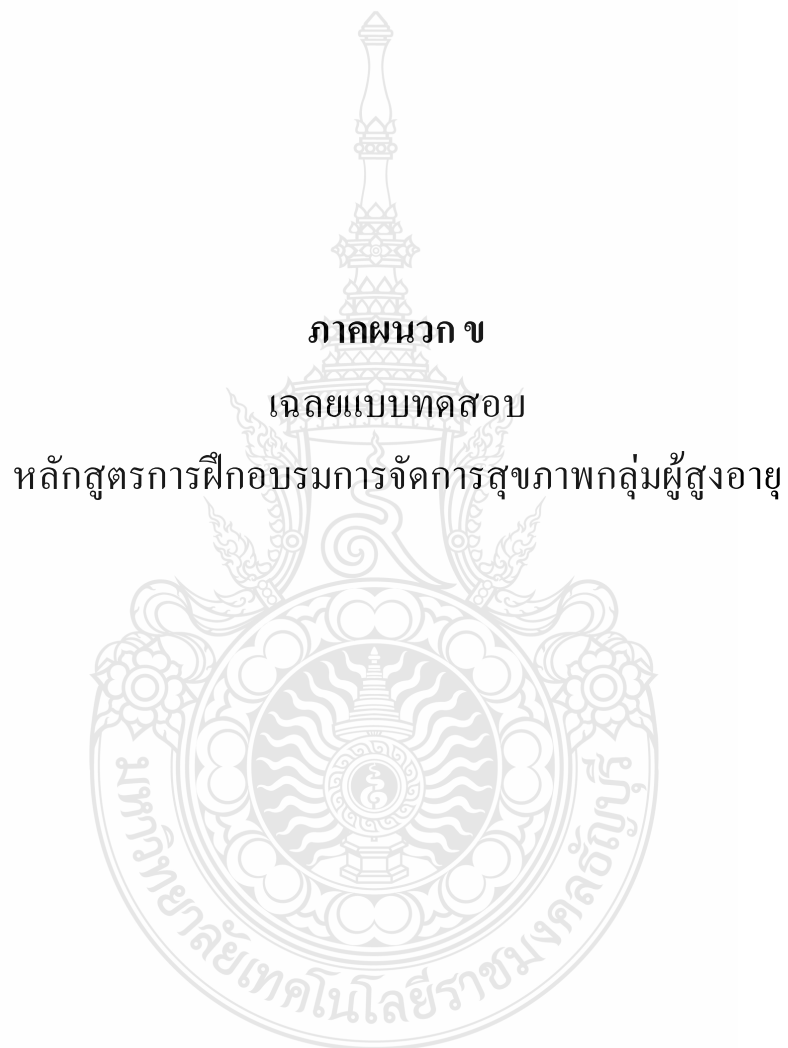 ภาคผนวก ข
เฉลยแบบทดสอบ
หลักสูตรการฝึกอบรมการจัดการสุขภาพกลุ่มผู้สูงอายุ
มหาวิทยาลัยเทคโนโลยีราชมงคลธัญบุรี